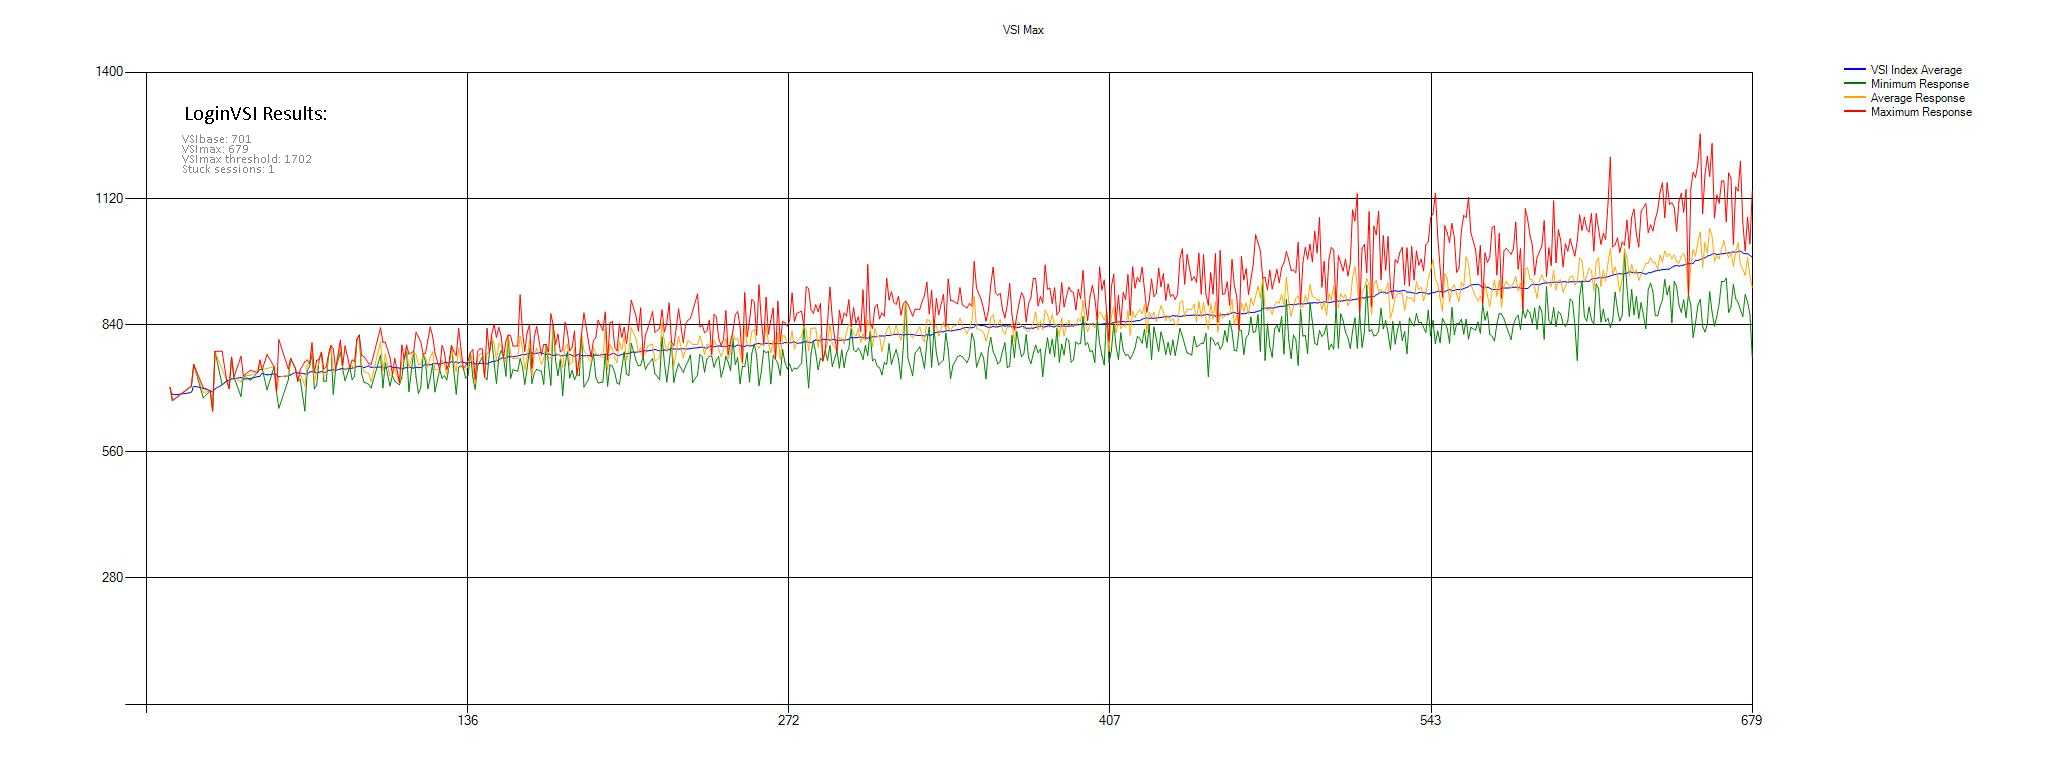 VSI Max
1400
1120
840
560
280
136
272
407
543
679
LoginVSI Results:
VSIbase: 701
VSImax: 679
VSImax threshold: 1702
Stuck sessions: 1
VSI Index Average
Minimum Response
Average Response
Maximum Response